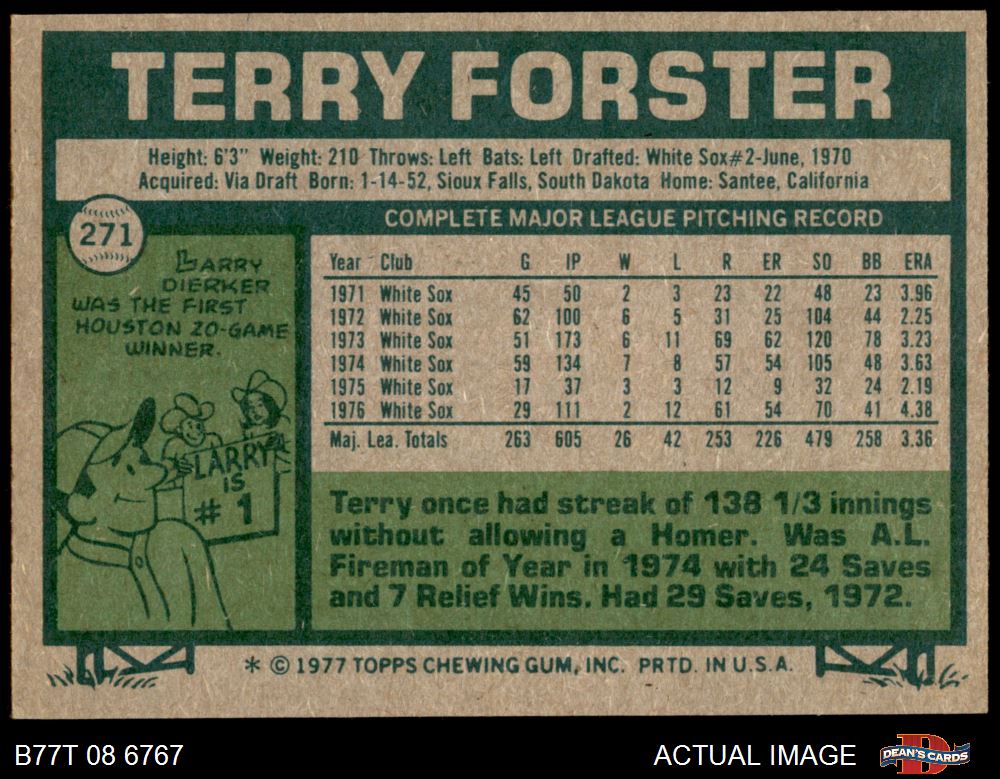 TERRY FORSTER
Height: 6'3" Weight: 210 Throws: Left Bats: Left Drafted: White Sox#2-June, 1970
Acquired: Via Draft Born: 1-14-52, Sioux Falls, South Dakota Home: Santee, California
271
LARRY
DIERKER
WAS THE FIRST
HOUSTON 20-GAME
WINNER.
LARRY
IS
# 1
COMPLETE MAJOR LEAGUE PITCHING RECORD
Year Club G IP W L R ER SO BB ERA
1971 White Sox 45 50 2 3 23 22 48 23 3.96
1972 White Sox 62 100 6 5 31 25 104 44 2.25
1973 White Sox 51 173 6 11 69 62 120 78 3.23
1974 White Sox 59 134 7 8 57 54 105 48 3.63
1975 White Sox 17 37 3 3 12 9 32 24 2.19
1976 White Sox 29 111 2 12 61 54 70 41 4.38
Maj. Lea. Totals 263 605 26 42 253 226 479 258 3.36
Terry once had streak of 138 1/3 innings
without allowing a Homer. Was A.L.
Fireman of Year in 1974 with 24 Saves
and 7 Relief Wins. Had 29 Saves, 1972.
* © 1977 TOPPS CHEWING GUM, INC. PRTD. IN U.S.A.
B77T 08 6767
ACTUAL IMAGE
D
DEAN'S CARDS